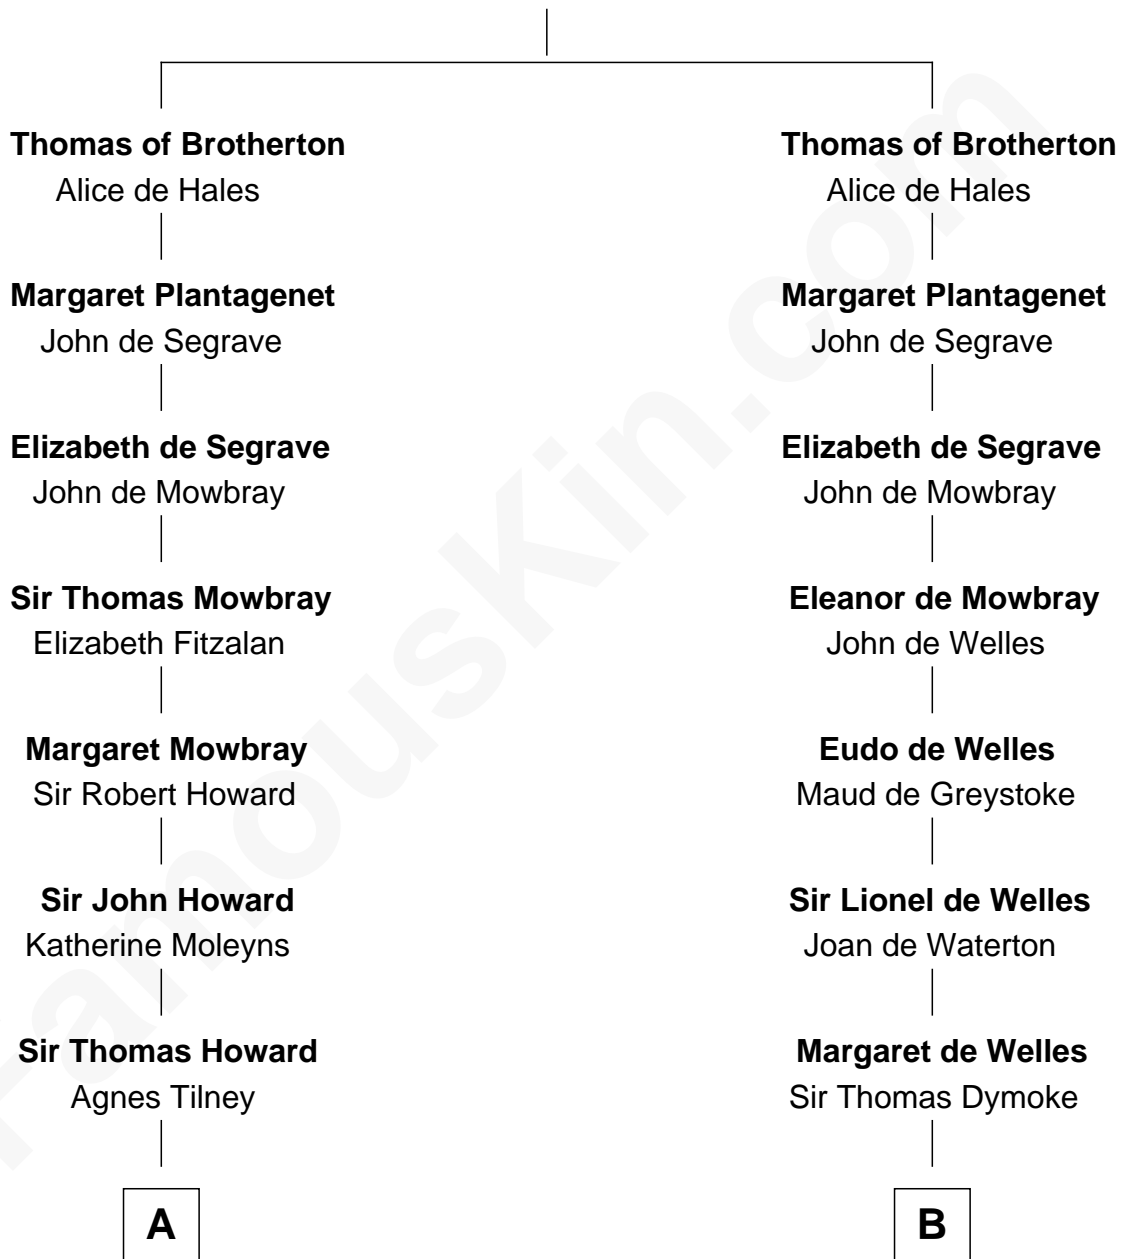 Thomas of Brotherton
Alice de Hales
Margaret Plantagenet
John de Segrave
Elizabeth de Segrave
John de Mowbray
Sir Thomas Mowbray
Elizabeth Fitzalan
Margaret Mowbray
Sir Robert Howard
Sir John Howard
Katherine Moleyns
Sir Thomas Howard
Agnes Tilney
A
Thomas of Brotherton
Alice de Hales
Margaret Plantagenet
John de Segrave
Elizabeth de Segrave
John de Mowbray
Eleanor de Mowbray
John de Welles
Eudo de Welles
Maud de Greystoke
Sir Lionel de Welles
Joan de Waterton
Margaret de Welles
Sir Thomas Dymoke
B
FamousKin.com